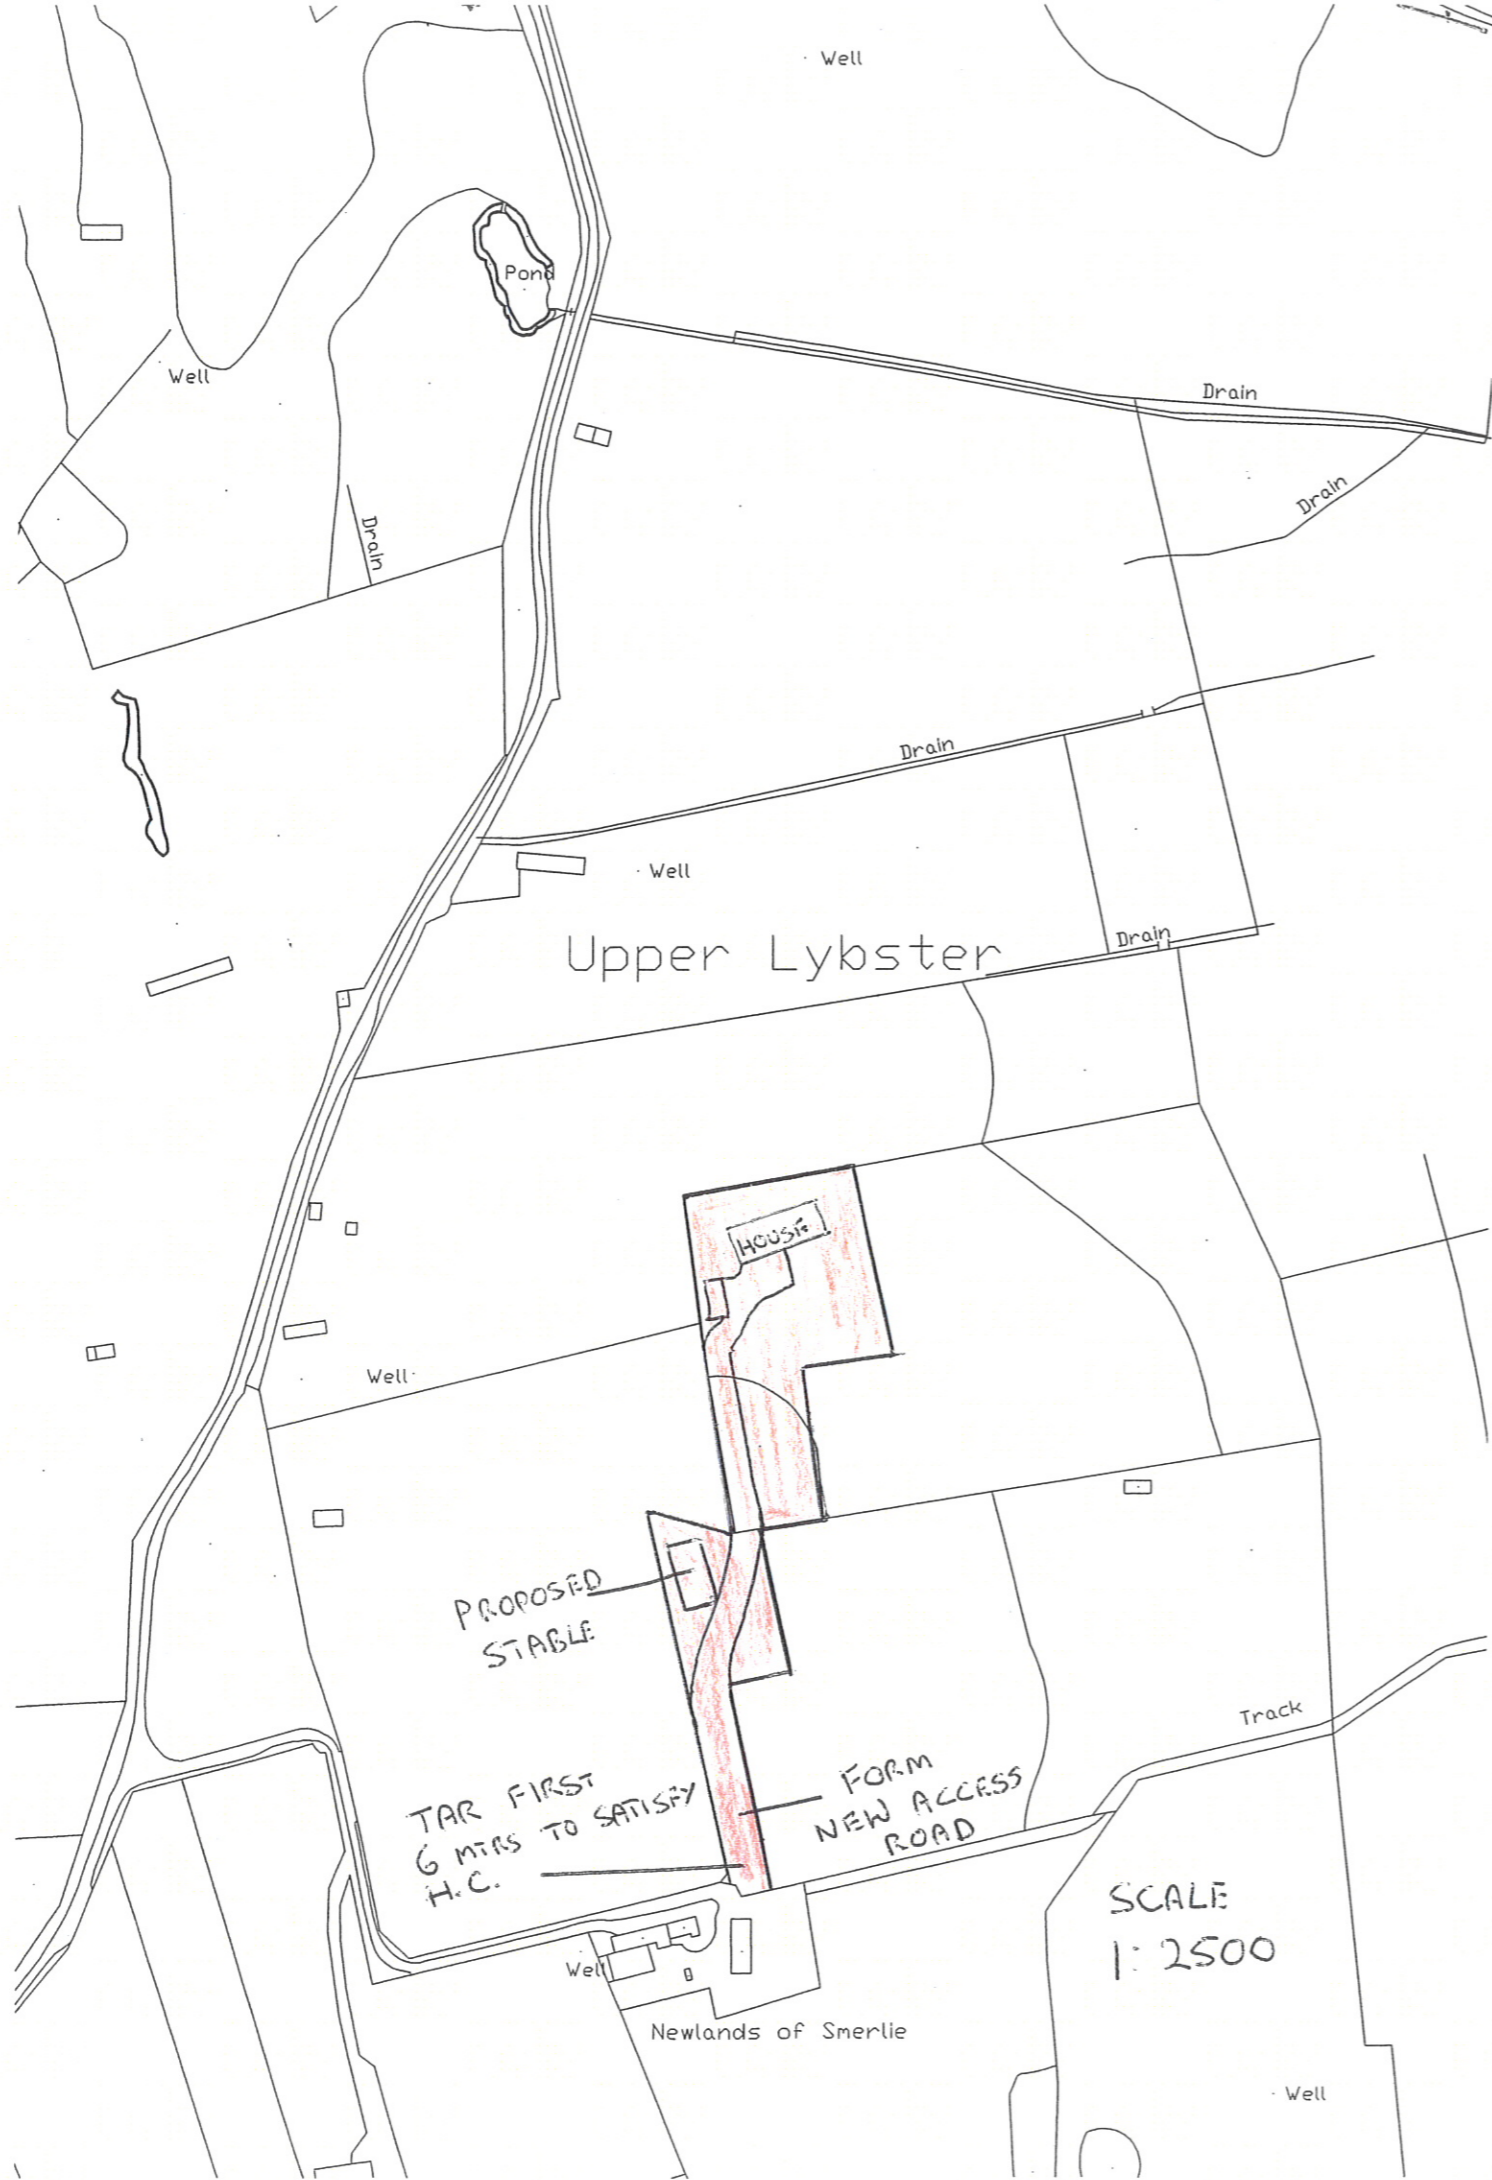 Well
Pond
Well
Drain
Drain
Drain
Drain
Well
Upper Lybster
Drain
HOUSE
Well
PROPOSED
STABLE
Track
TAR FIRST
6 MTRS TO SATISFY
H.C.
FORM
NEW ACCESS
ROAD
SCALE
1:2500
Well
Newlands of Smerlie
Well